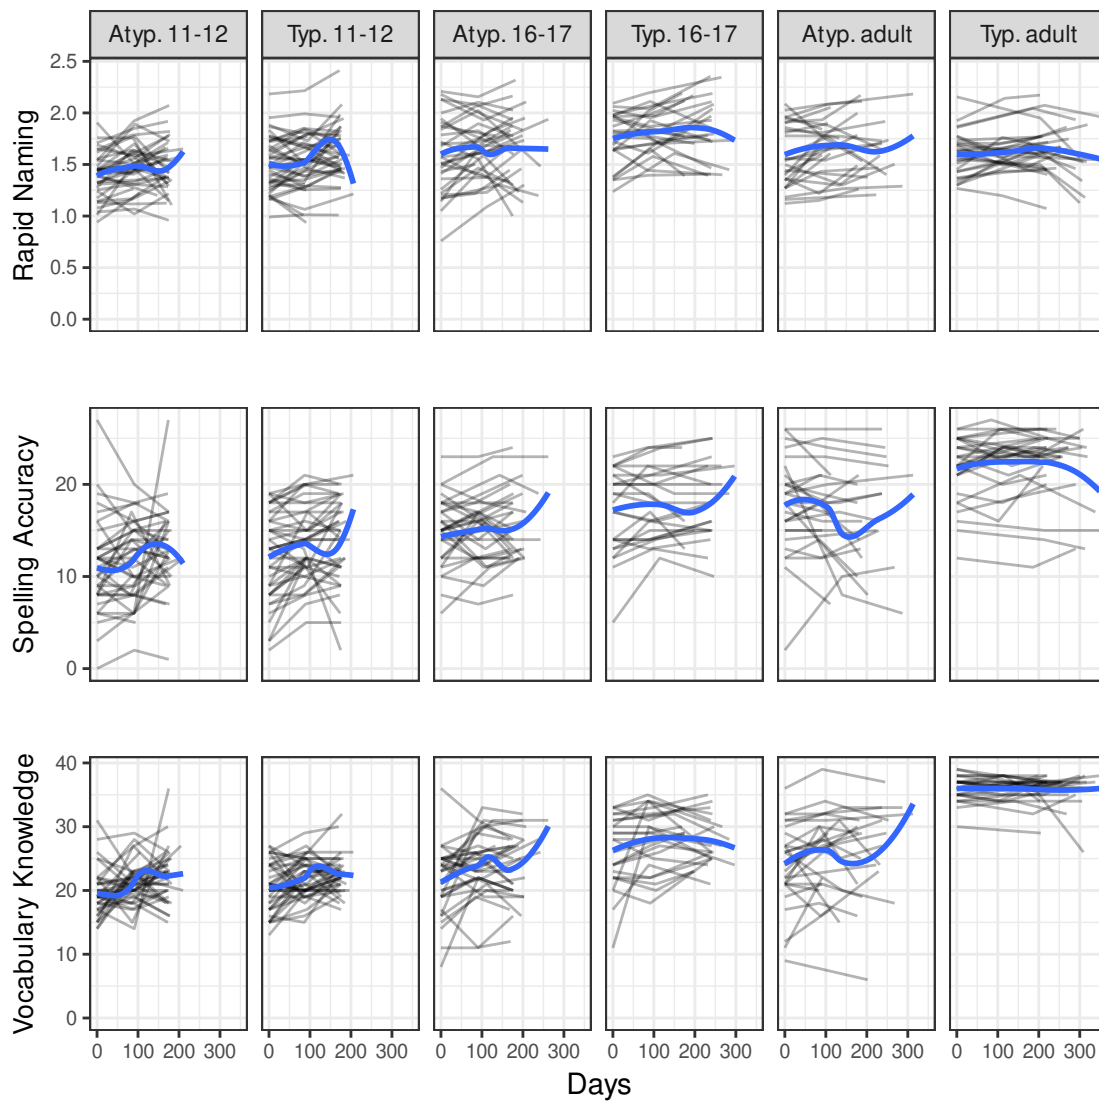 Atyp. 11-12 Typ. 11-12 Atyp. 16-17 Typ. 16-17 Atyp. adult Typ. adult
Rapid Naming
2.5
2.0
1.5
1.0
0.5
0.0
Spelling Accuracy
20
10
0
Vocabulary Knowledge
40
30
20
10
0
0 100 200 300 0 100 200 300 0 100 200 300 0 100 200 300 0 100 200 300 0 100 200 300
Days